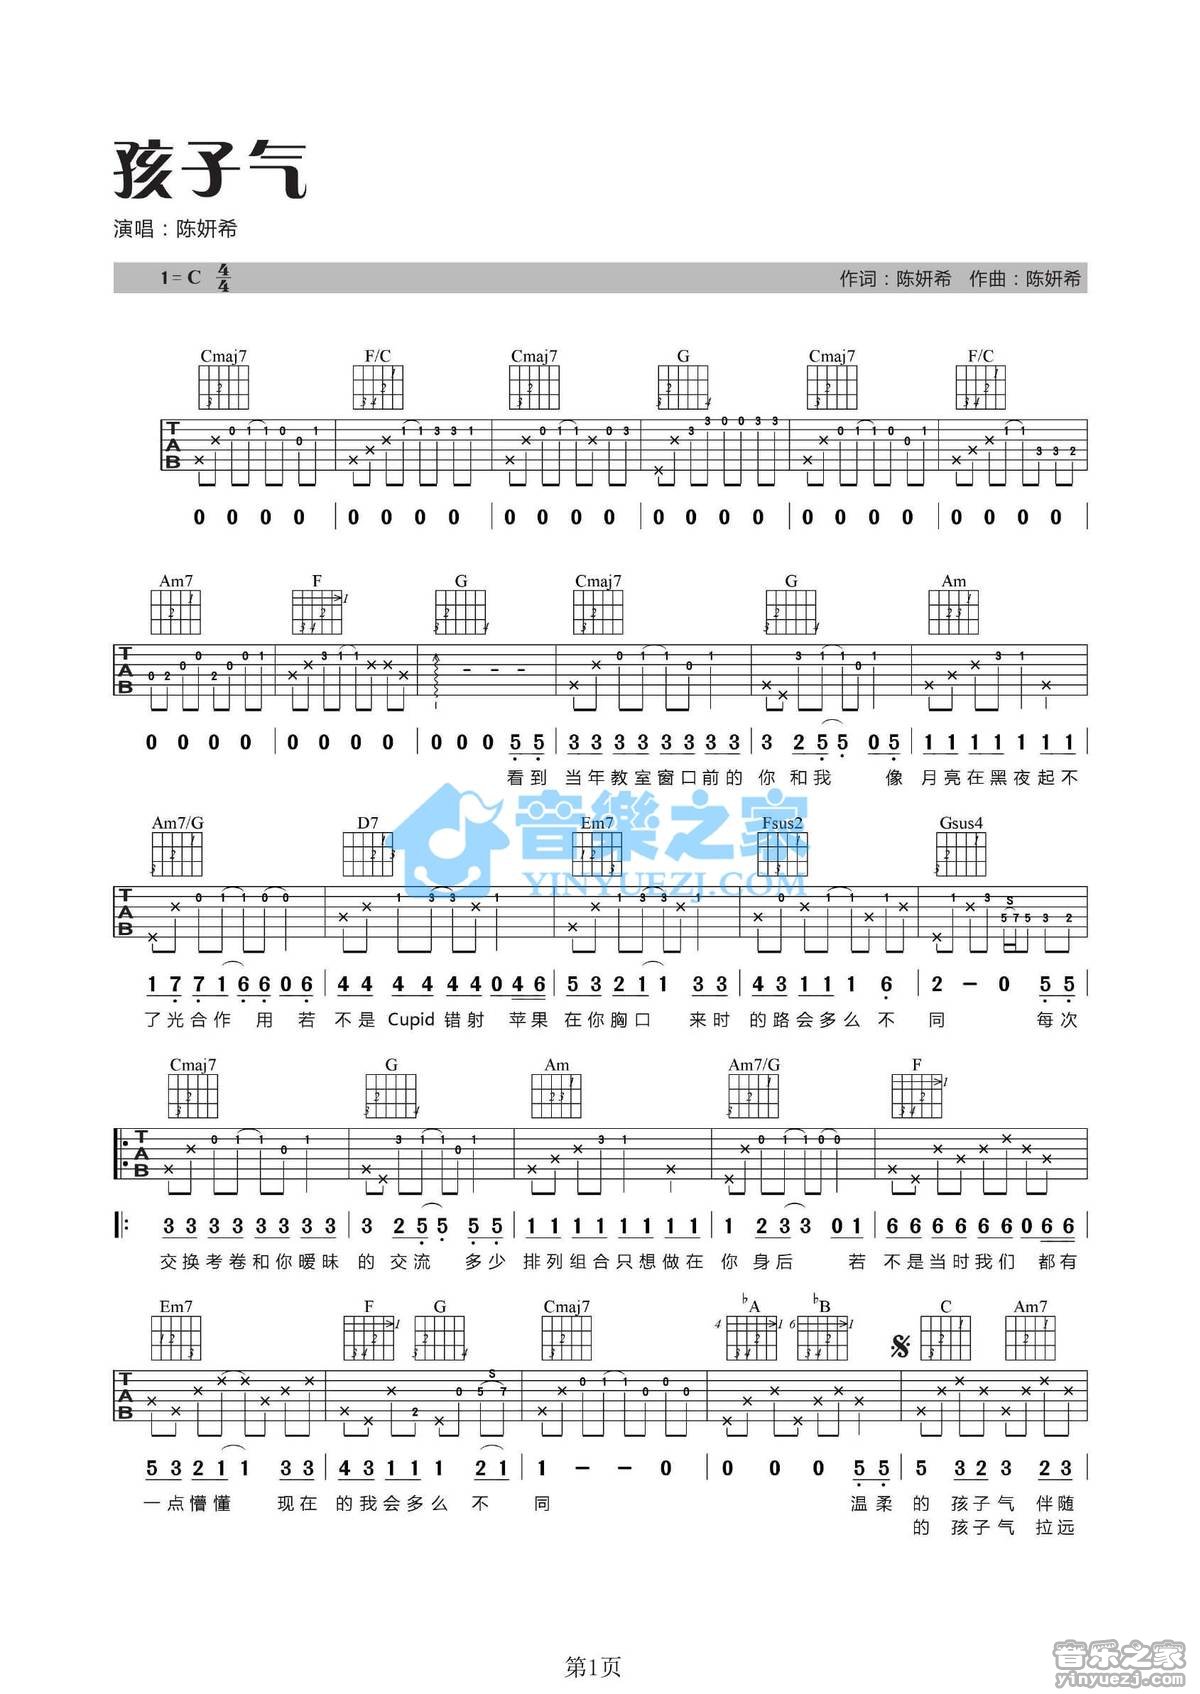 孩子气
演唱：陈妍希
1=C 4/4 作词：陈妍希 作曲：陈妍希
Cmaj7 F/C Cmaj7 G Cmaj7 F/C
TAB
0 0 0 0 | 0 0 0 0 | 0 0 0 0 | 0 0 0 0 | 0 0 0 0 | 0 0 0 0 |
Am7 F G Cmaj7 G Am
TAB
0 0 0 0 | 0 0 0 0 | 0 0 0 5 5 | 3 3 3 3 3 3 3 3 | 3 2 5 5 0 5 | 1 1 1 1 1 1 1
看到 当年教室窗口前的 你和我 像 月亮在黑夜起不
音樂之家
YINYUEZJ.COM
Am7/G D7 Em7 Fsus2 Gsus4
TAB
1 7 7 1 6 6 0 6 | 4 4 4 4 4 4 0 4 6 | 5 3 2 1 1 3 3 | 4 3 1 1 1 6 | 2 - 0 5 5
了光合作 用 若 不是 Cupid 错射 苹果 在你胸口 来时 的路会多么不 同 每次
Cmaj7 G Am Am7/G F
TAB
3 3 3 3 3 3 3 3 | 3 2 5 5 5 5 | 1 1 1 1 1 1 1 1 | 1 2 3 3 0 1 | 6 6 6 6 6 6 0 6 6
交换考卷和你暧昧 的 交流 多少 排列组合只想做在 你 身后 若 不是当时我们 都有
Em7 F G Cmaj7 ♭A ♭B C Am7
TAB
5 3 2 1 1 3 3 | 4 3 1 1 1 2 1 | 1 - - 0 | 0 0 0 5 5 | 5 3 2 3 2 3
一点懵懂 现在 的我会多么 不 同 温柔 的 孩子气 伴随
的 孩子气 拉远
第1页
音乐之家
yinyuezj.com